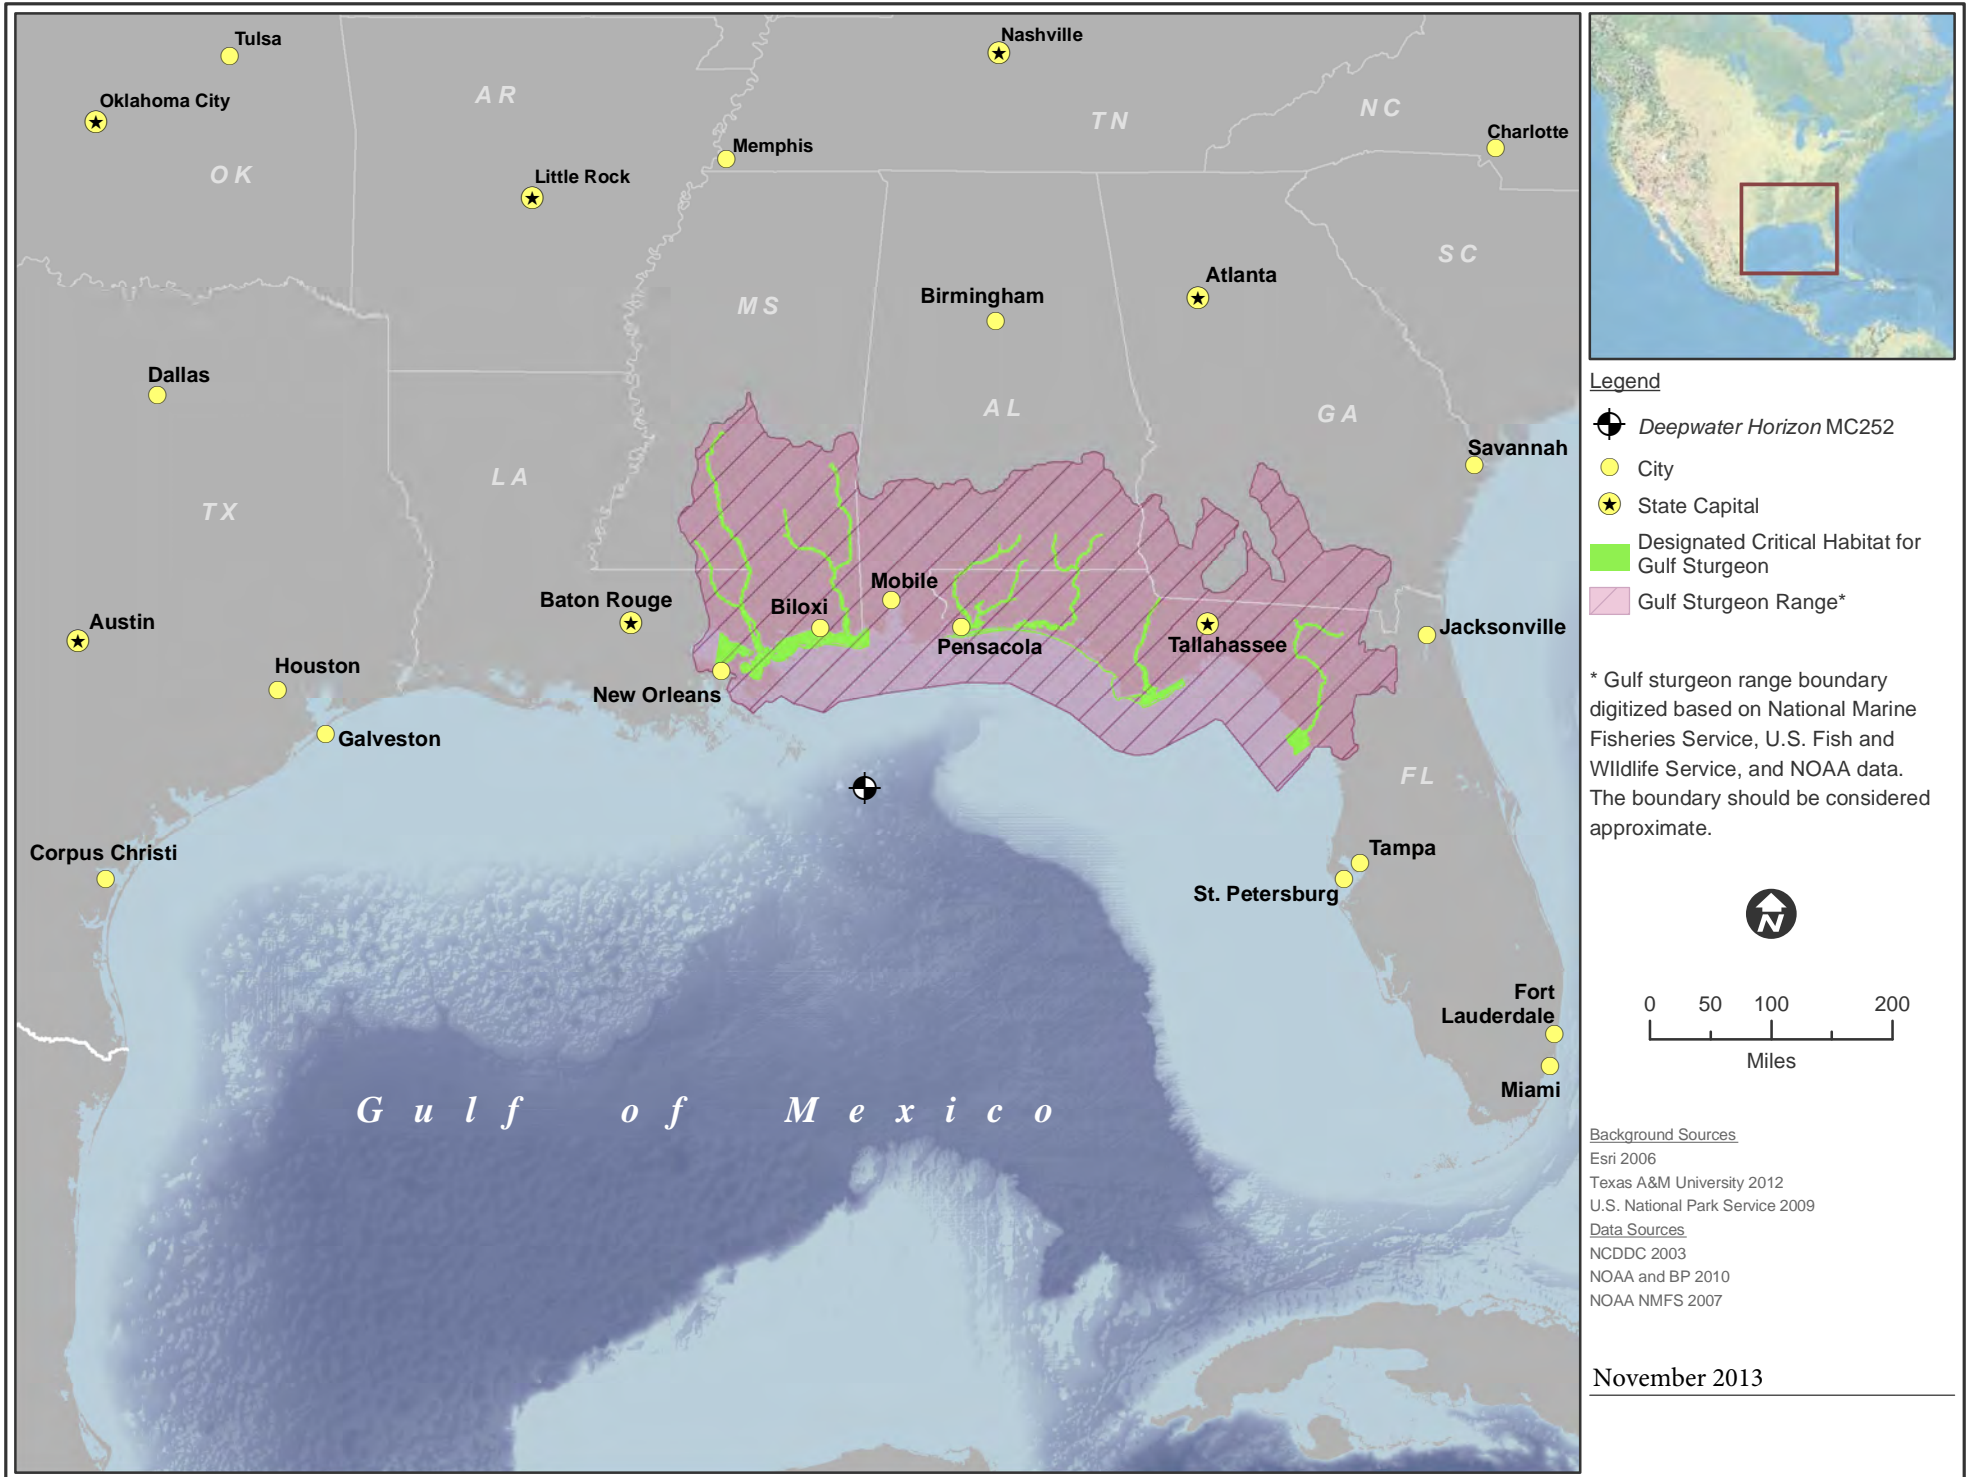 Tulsa
Nashville
Oklahoma City
AR
TN
NC
Charlotte
Memphis
OK
Little Rock
SC
Atlanta
Birmingham
MS
Dallas
AL
GA
Savannah
LA
TX
Mobile
Baton Rouge
Biloxi
Austin
Jacksonville
Pensacola
Tallahassee
Houston
New Orleans
Galveston
FL
Corpus Christi
Tampa
St. Petersburg
Fort
Lauderdale
Miami
Gulf of Mexico
Legend
Deepwater Horizon MC252
City
State Capital
Designated Critical Habitat for
Gulf Sturgeon
Gulf Sturgeon Range*
* Gulf sturgeon range boundary
digitized based on National Marine
Fisheries Service, U.S. Fish and
WIldlife Service, and NOAA data.
The boundary should be considered
approximate.
N
0 50 100 200
Miles
Background Sources
Esri 2006
Texas A&M University 2012
U.S. National Park Service 2009
Data Sources
NCDDC 2003
NOAA and BP 2010
NOAA NMFS 2007
November 2013